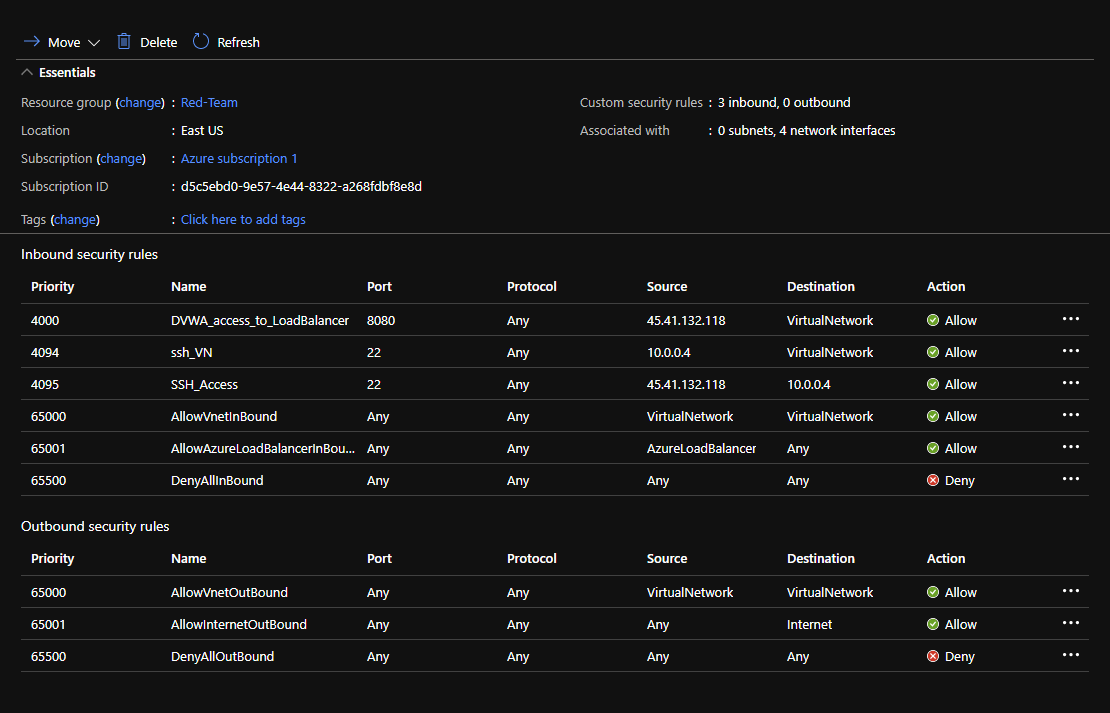 Move Delete Refresh
Essentials
Resource group (change) : Red-Team Custom security rules : 3 inbound, 0 outbound
Location : East US Associated with : 0 subnets, 4 network interfaces
Subscription (change) : Azure subscription 1
Subscription ID : d5c5ebd0-9e57-4e44-8322-a268fdbf8e8d
Tags (change) : Click here to add tags
Inbound security rules
Priority Name Port Protocol Source Destination Action
4000 DVWA_access_to_LoadBalancer 8080 Any 45.41.132.118 VirtualNetwork Allow ...
4094 ssh_VN 22 Any 10.0.0.4 VirtualNetwork Allow ...
4095 SSH_Access 22 Any 45.41.132.118 10.0.0.4 Allow ...
65000 AllowVnetInBound Any Any VirtualNetwork VirtualNetwork Allow ...
65001 AllowAzureLoadBalancerInBou... Any Any AzureLoadBalancer Any Allow ...
65500 DenyAllInBound Any Any Any Any Deny ...
Outbound security rules
Priority Name Port Protocol Source Destination Action
65000 AllowVnetOutBound Any Any VirtualNetwork VirtualNetwork Allow ...
65001 AllowInternetOutBound Any Any Any Internet Allow ...
65500 DenyAllOutBound Any Any Any Any Deny ...